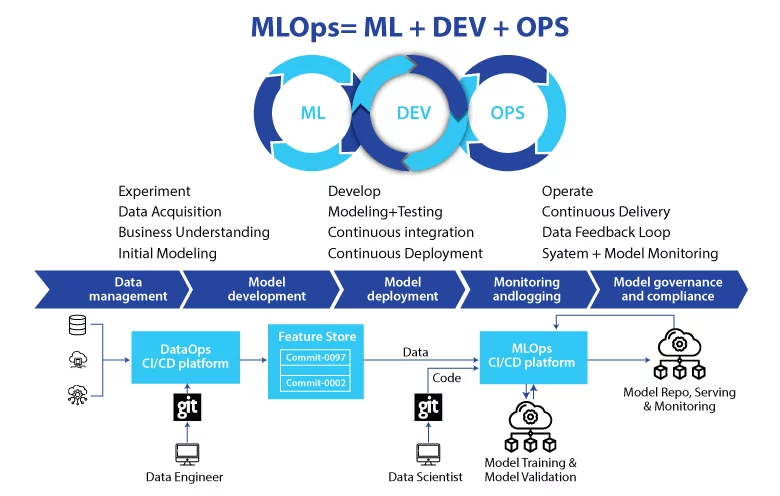 MLOps= ML + DEV + OPS
ML
DEV
OPS
Experiment
Data Acquisition
Business Understanding
Initial Modeling
Develop
Modeling+Testing
Continuous integration
Continuous Deployment
Operate
Continuous Delivery
Data Feedback Loop
Syatem + Model Monitoring
Data
management
Model
development
Model
deployment
Monitoring
andlogging
Model governance
and compliance
DataOps
CI/CD platform
Feature Store
Commit-0097
Commit-0002
Data
Code
MLOps
CI/CD platform
git
git
Model Repo, Serving
& Monitoring
Data Engineer
Data Scientist
Model Training &
Model Validation